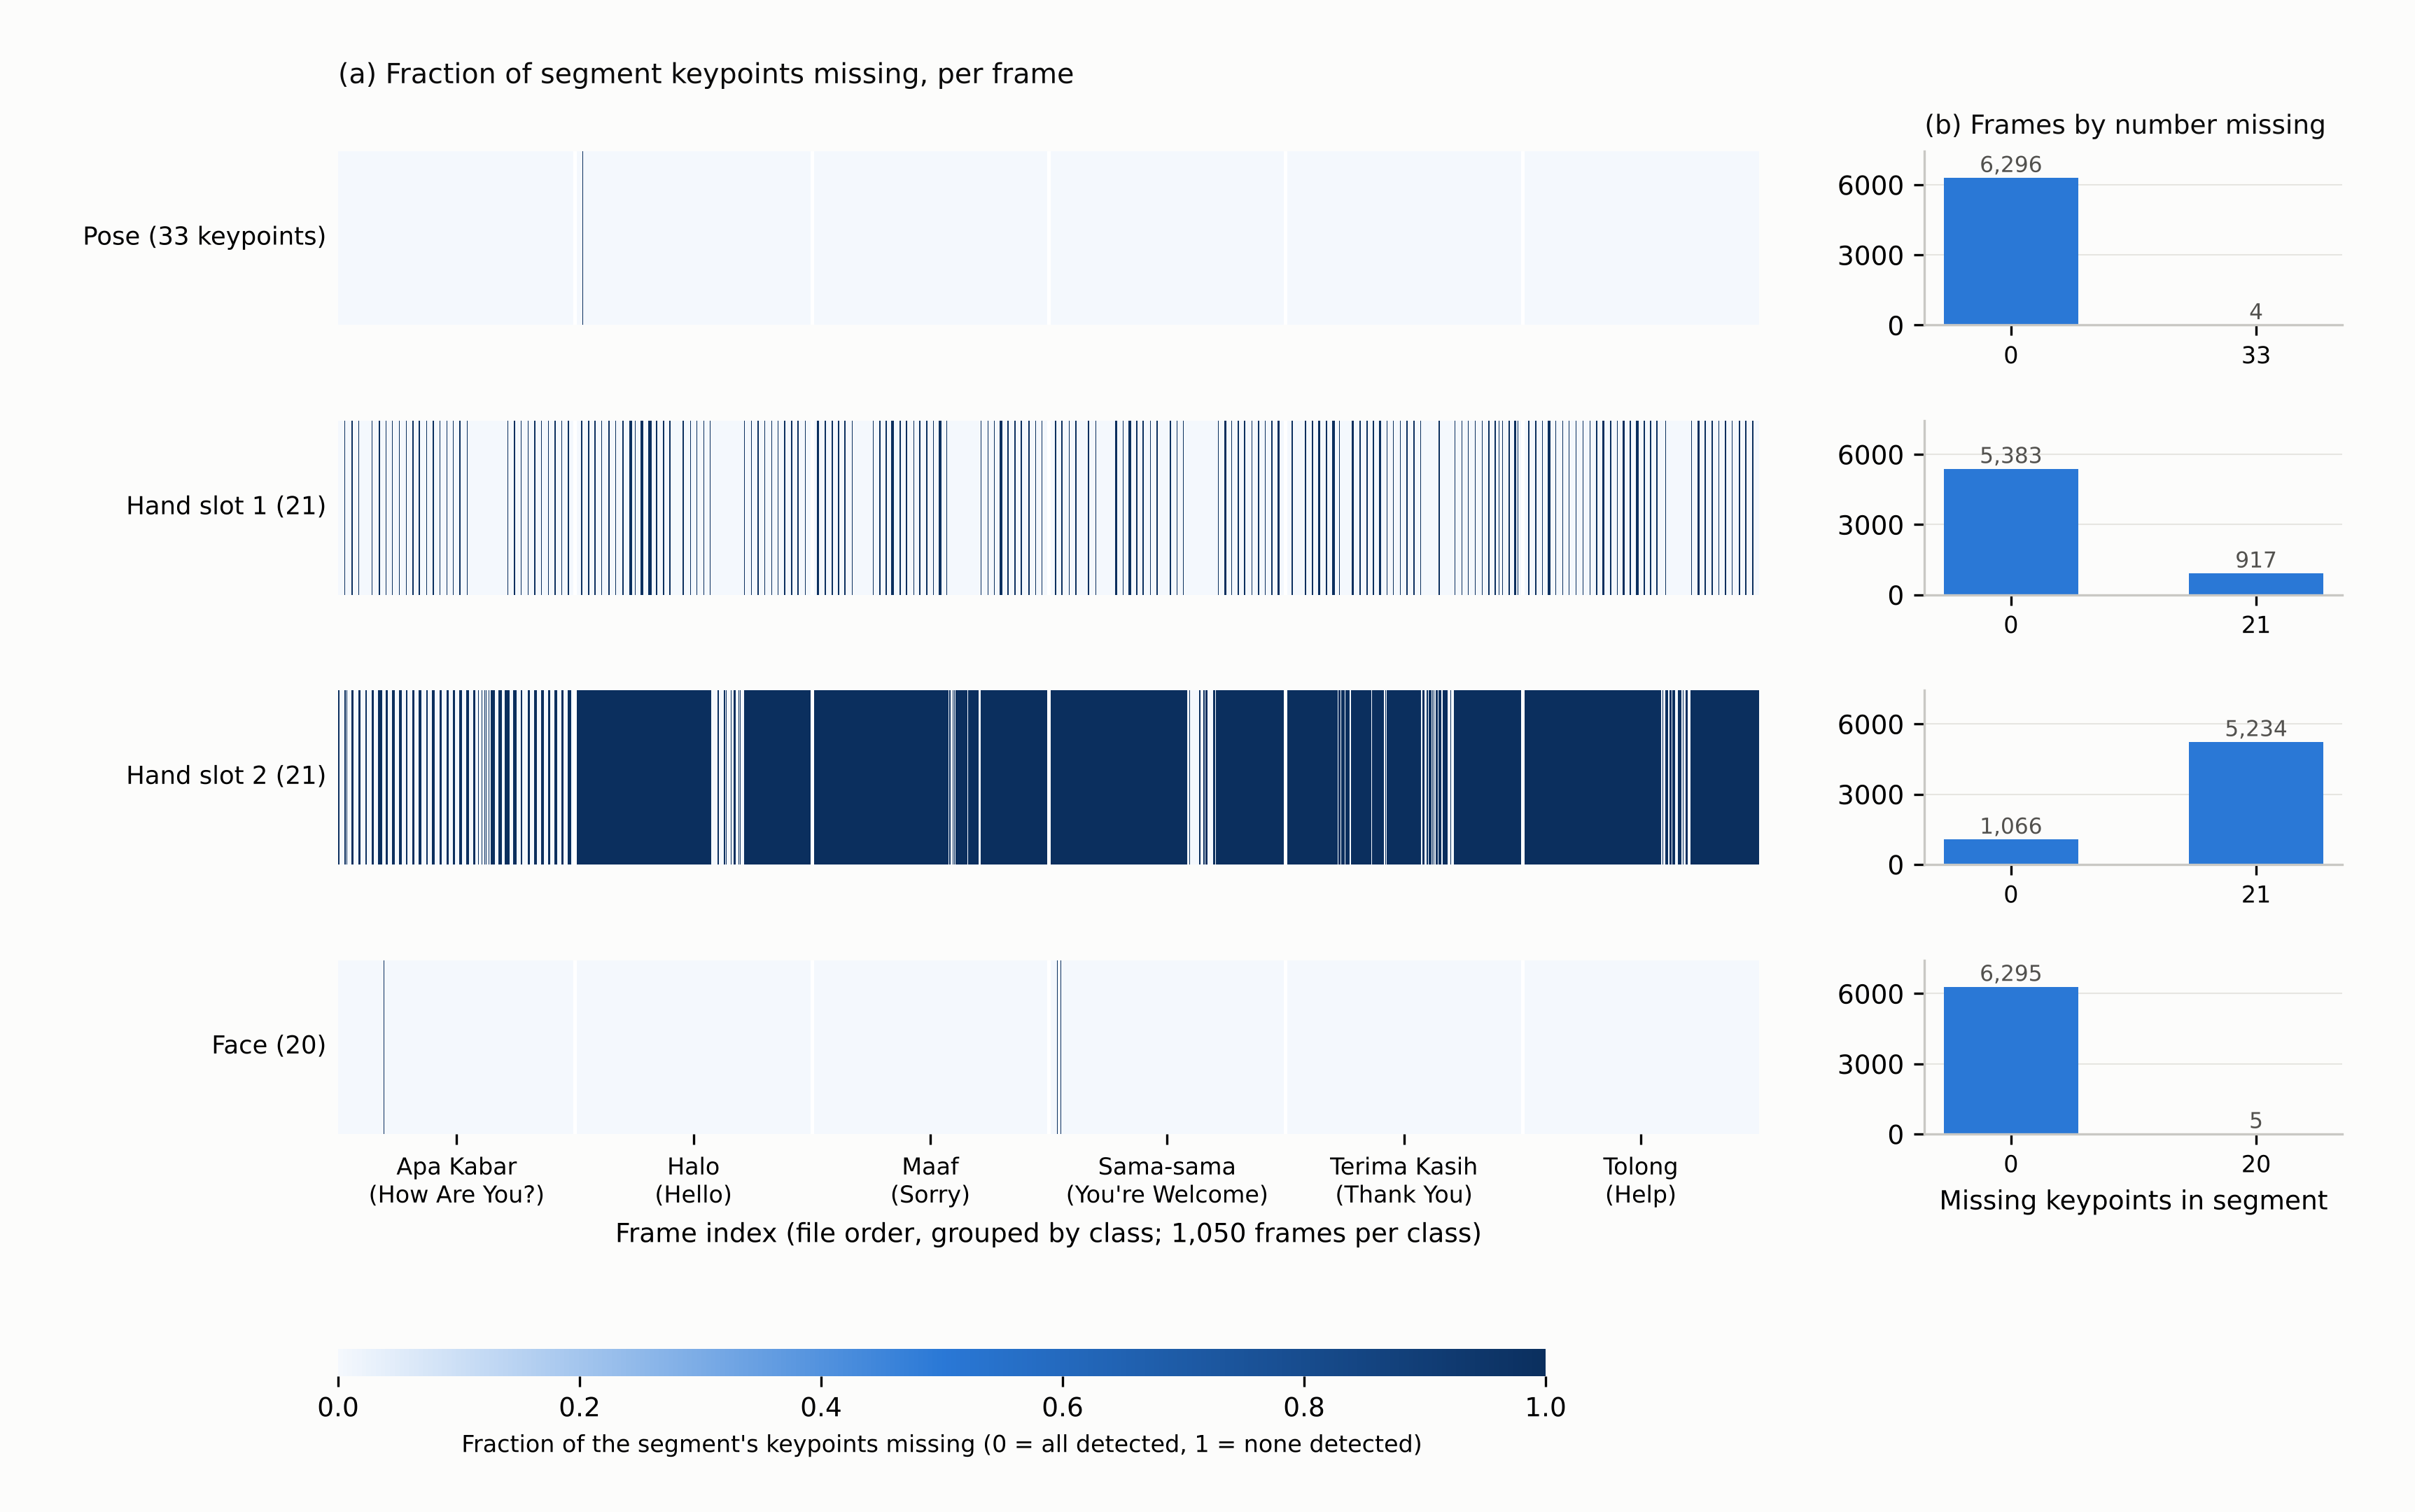 (a) Fraction of segment keypoints missing, per frame
(b) Frames by number missing
Pose (33 keypoints)
6000
3000
0
6,296
4
0
33
Hand slot 1 (21)
6000
3000
0
5,383
917
0
21
Hand slot 2 (21)
6000
3000
0
1,066
5,234
0
21
Face (20)
6000
3000
0
6,295
5
0
20
Missing keypoints in segment
Apa Kabar
(How Are You?)
Halo
(Hello)
Maaf
(Sorry)
Sama-sama
(You're Welcome)
Terima Kasih
(Thank You)
Tolong
(Help)
Frame index (file order, grouped by class; 1,050 frames per class)
0.0
0.2
0.4
0.6
0.8
1.0
Fraction of the segment's keypoints missing (0 = all detected, 1 = none detected)